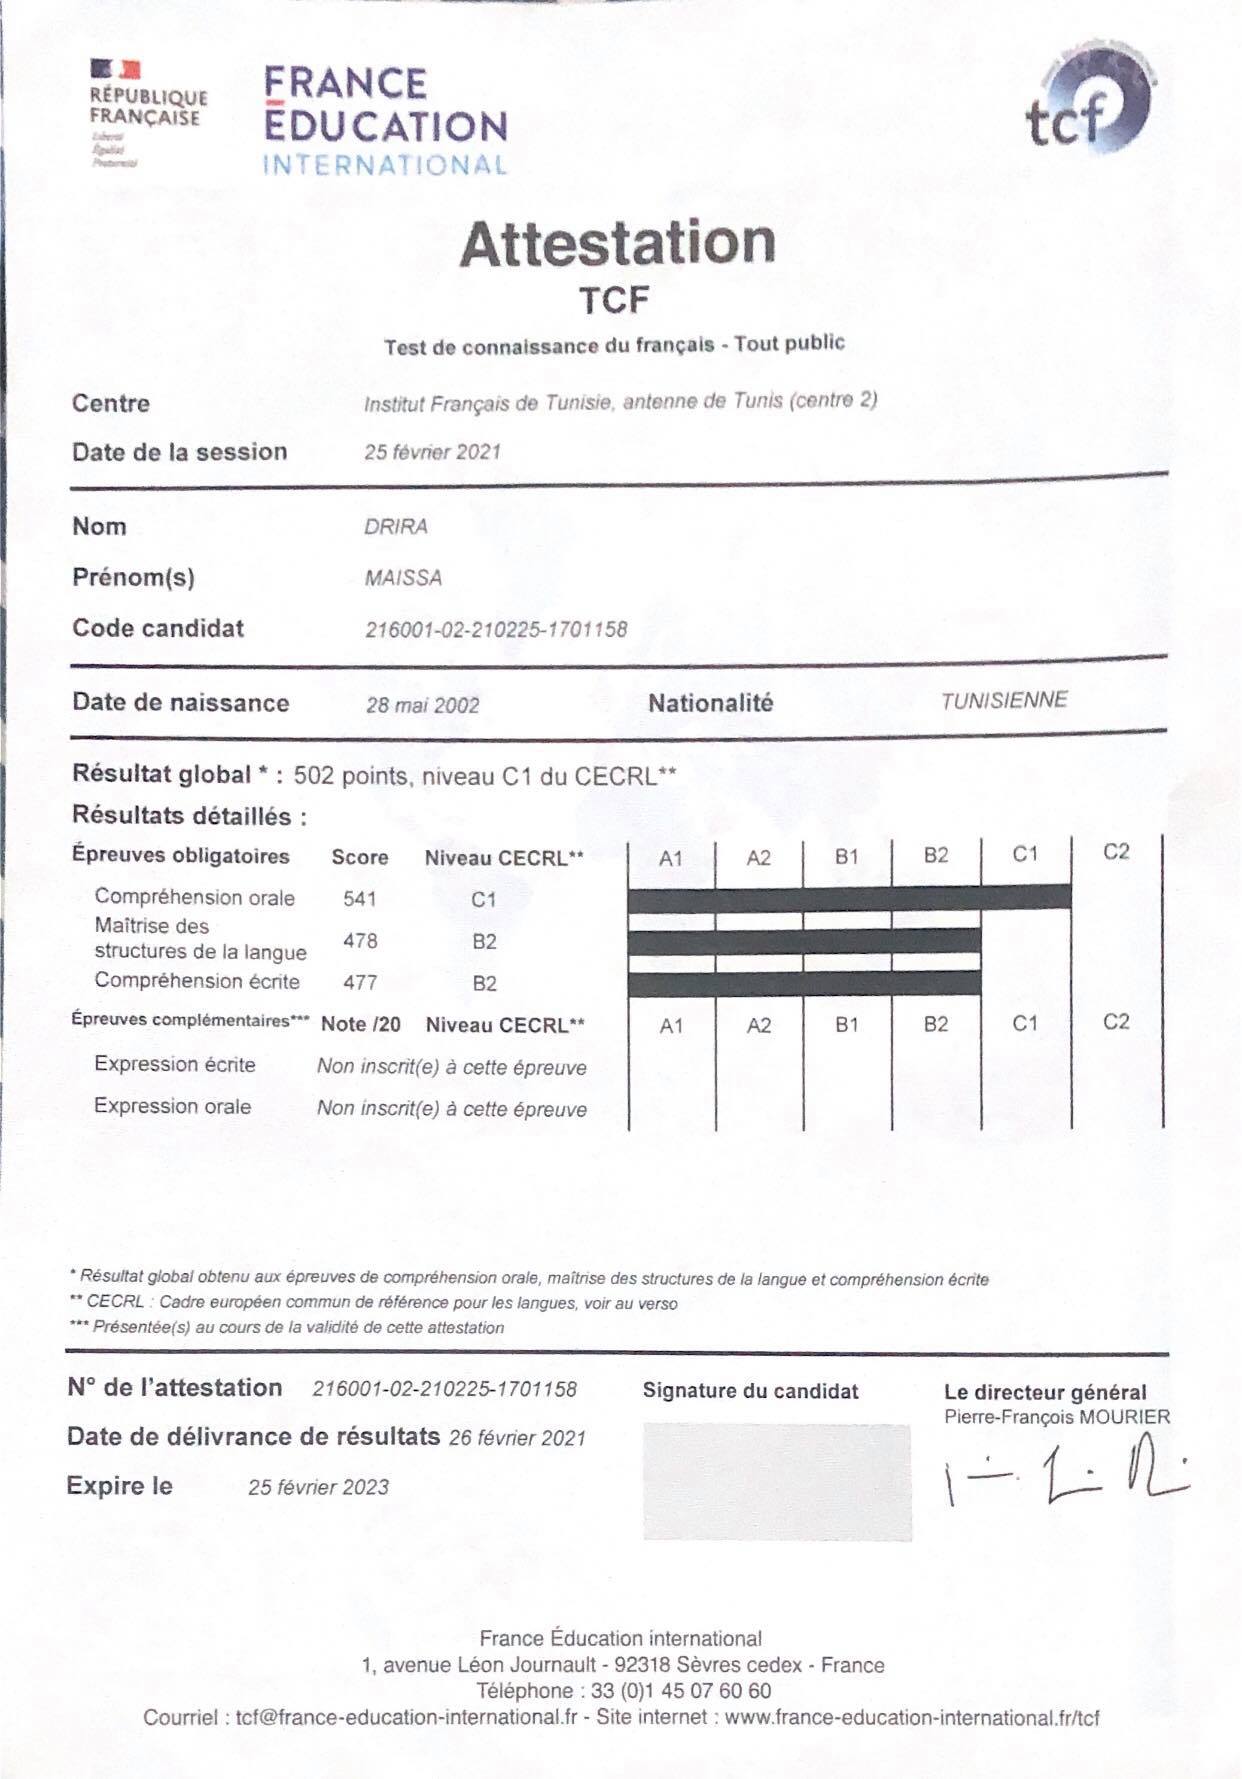 RÉPUBLIQUE
FRANÇAISE
Liberté
Égalité
Fraternité
FRANCE
ÉDUCATION
INTERNATIONAL
tcf
Attestation
TCF
Test de connaissance du français - Tout public
Centre Institut Français de Tunisie, antenne de Tunis (centre 2)
Date de la session 25 février 2021
Nom DRIRA
Prénom(s) MAISSA
Code candidat 216001-02-210225-1701158
Date de naissance 28 mai 2002 Nationalité TUNISIENNE
Résultat global * : 502 points, niveau C1 du CECRL**
Résultats détaillés :
Épreuves obligatoires Score Niveau CECRL** A1 A2 B1 B2 C1 C2
Compréhension orale 541 C1
Maîtrise des
structures de la langue 478 B2
Compréhension écrite 477 B2
Épreuves complémentaires*** Note /20 Niveau CECRL** A1 A2 B1 B2 C1 C2
Expression écrite Non inscrit(e) à cette épreuve
Expression orale Non inscrit(e) à cette épreuve
* Résultat global obtenu aux épreuves de compréhension orale, maîtrise des structures de la langue et compréhension écrite
** CECRL : Cadre européen commun de référence pour les langues, voir au verso
*** Présentée(s) au cours de la validité de cette attestation
N° de l'attestation 216001-02-210225-1701158 Signature du candidat Le directeur général
Pierre-François MOURIER
Date de délivrance de résultats 26 février 2021
Expire le 25 février 2023
France Éducation international
1, avenue Léon Journault - 92318 Sèvres cedex - France
Téléphone : 33 (0)1 45 07 60 60
Courriel : tcf@france-education-international.fr - Site internet : www.france-education-international.fr/tcf